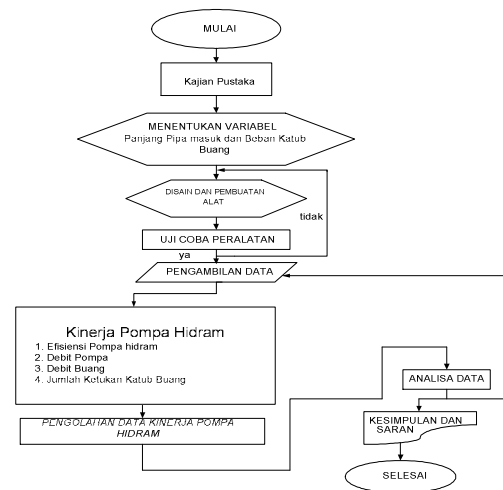 MULAI
Kajian Pustaka
MENENTUKAN VARIABEL
Panjang Pipa masuk dan Beban Katub
Buang
DISAIN DAN PEMBUATAN
ALAT
tidak
UJI COBA PERALATAN
ya
PENGAMBILAN DATA
Kinerja Pompa Hidram
1. Efisiensi Pompa hidram
2. Debit Pompa
3. Debit Buang
4. Jumlah Ketukan Katub Buang
PENGOLAHAN DATA KINERJA POMPA
HIDRAM
ANALISA DATA
KESIMPULAN DAN
SARAN
SELESAI